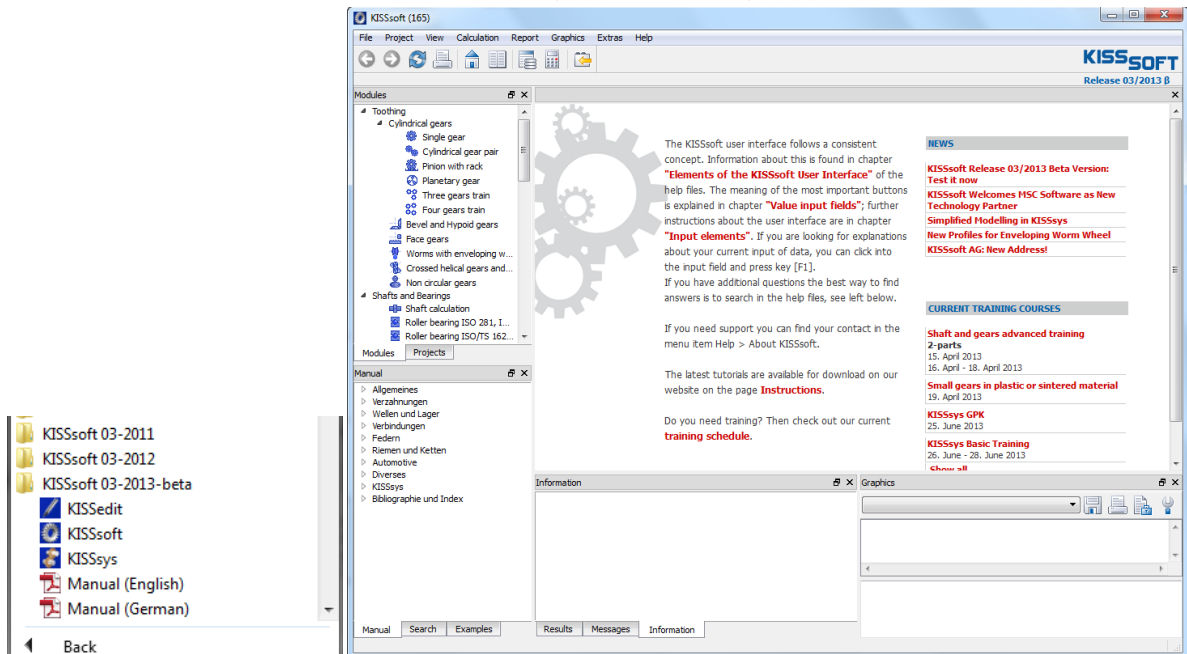 KISSsoft 03-2011
KISSsoft 03-2012
KISSsoft 03-2013-beta
KISSedit
KISSsoft
KISSsys
Manual (English)
Manual (German)
Back
KISSsoft (165)
File Project View Calculation Report Graphics Extras Help
KISSSOFT
Release 03/2013 β
Modules
Toothing
Cylindrical gears
Single gear
Cylindrical gear pair
Pinion with rack
Planetary gear
Three gears train
Four gears train
Bevel and Hypoid gears
Face gears
Worms with enveloping w...
Crossed helical gears and...
Non circular gears
Shafts and Bearings
Shaft calculation
Roller bearing ISO 281, I...
Roller bearing ISO/TS 162...
Modules Projects
Manual
Allgemeines
Verzahnungen
Wellen und Lager
Verbindungen
Federn
Riemen und Ketten
Automotive
Diverses
KISSsys
Bibliographie und Index
Manual Search Examples
The KISSsoft user interface follows a consistent
concept. Information about this is found in chapter
"Elements of the KISSsoft User Interface" of the
help files. The meaning of the most important buttons
is explained in chapter "Value input fields"; further
instructions about the user interface are in chapter
"Input elements". If you are looking for explanations
about your current input of data, you can click into
the input field and press key [F1].
If you have additional questions the best way to find
answers is to search in the help files, see left below.
If you need support you can find your contact in the
menu item Help > About KISSsoft.
The latest tutorials are available for download on our
website on the page Instructions.
Do you need training? Then check out our current
training schedule.
NEWS
KISSsoft Release 03/2013 Beta Version:
Test it now
KISSsoft Welcomes MSC Software as New
Technology Partner
Simplified Modelling in KISSsys
New Profiles for Enveloping Worm Wheel
KISSsoft AG: New Address!
CURRENT TRAINING COURSES
Shaft and gears advanced training
2-parts
15. April 2013
16. April - 18. April 2013
Small gears in plastic or sintered material
19. April 2013
KISSsys GPK
25. June 2013
KISSsys Basic Training
26. June - 28. June 2013
Show all
Information
Results Messages Information
Graphics